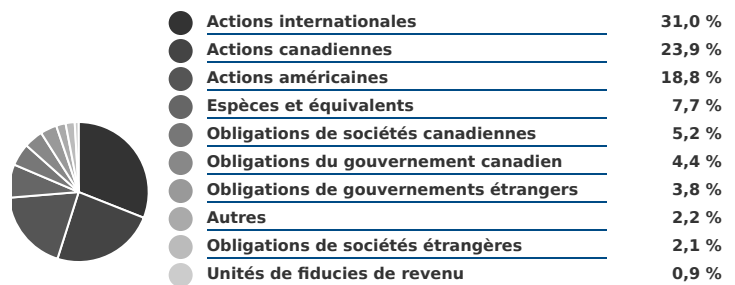 Actions internationales 31,0 %
Actions canadiennes 23,9 %
Actions américaines 18,8 %
Espèces et équivalents 7,7 %
Obligations de sociétés canadiennes 5,2 %
Obligations du gouvernement canadien 4,4 %
Obligations de gouvernements étrangers 3,8 %
Autres 2,2 %
Obligations de sociétés étrangères 2,1 %
Unités de fiducies de revenu 0,9 %